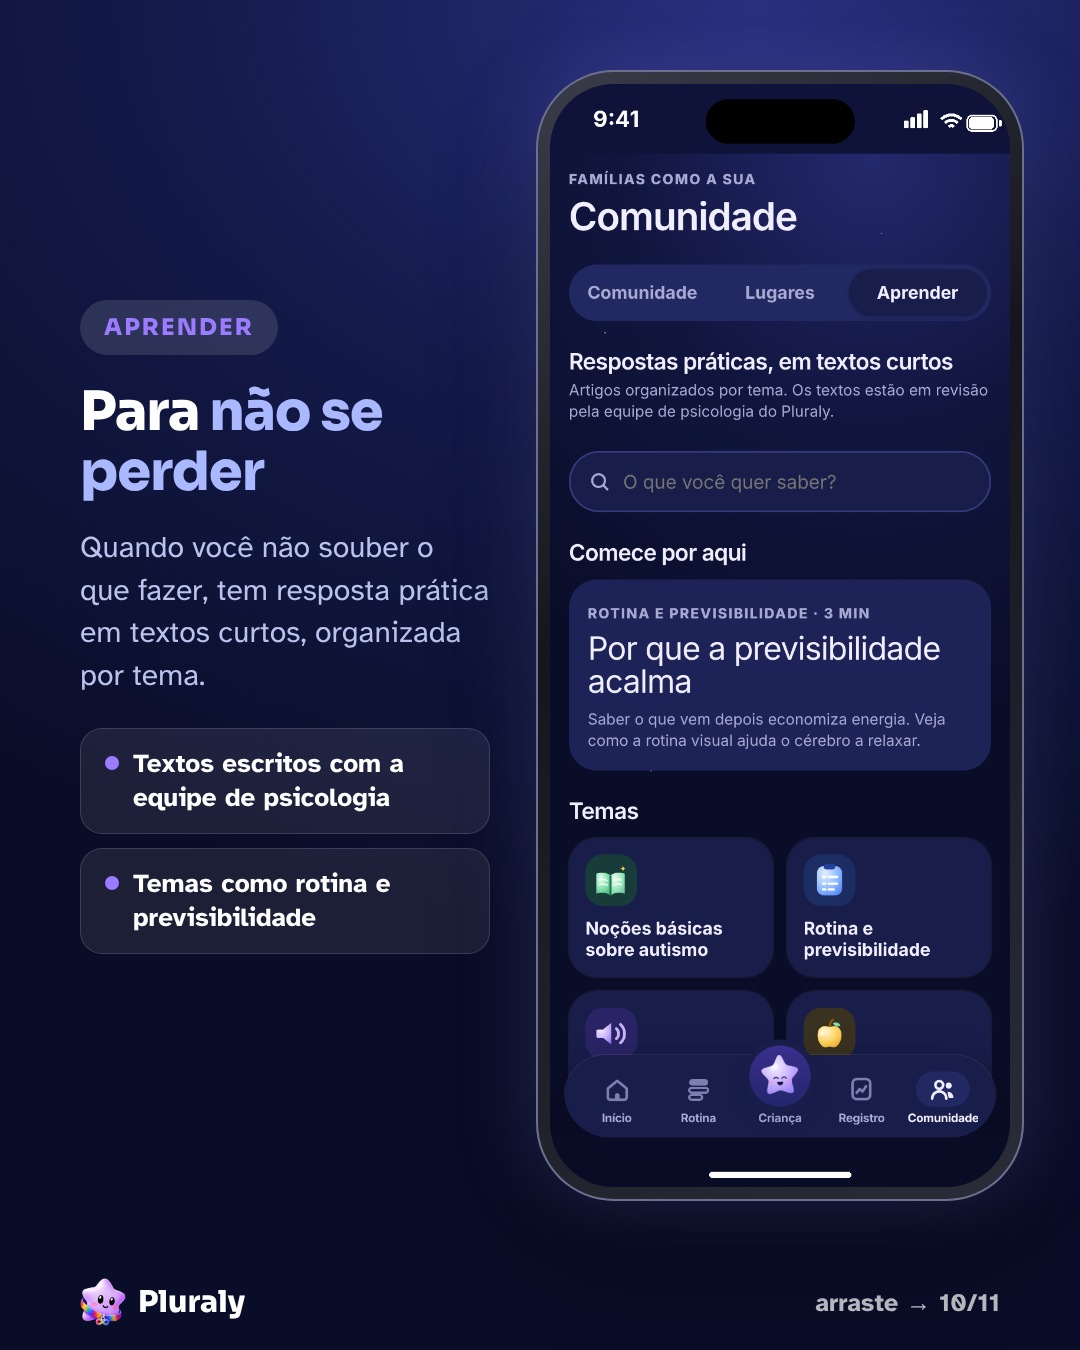 APRENDER
Para não se
perder
Quando você não souber o
que fazer, tem resposta prática
em textos curtos, organizada
por tema.
Textos escritos com a
equipe de psicologia
Temas como rotina e
previsibilidade
9:41
FAMÍLIAS COMO A SUA
Comunidade
Comunidade Lugares Aprender
Respostas práticas, em textos curtos
Artigos organizados por tema. Os textos estão em revisão
pela equipe de psicologia do Pluraly.
O que você quer saber?
Comece por aqui
ROTINA E PREVISIBILIDADE · 3 MIN
Por que a previsibilidade
acalma
Saber o que vem depois economiza energia. Veja
como a rotina visual ajuda o cérebro a relaxar.
Temas
Noções básicas
sobre autismo
Rotina e
previsibilidade
Início Rotina Criança Registro Comunidade
Pluraly
arraste → 10/11